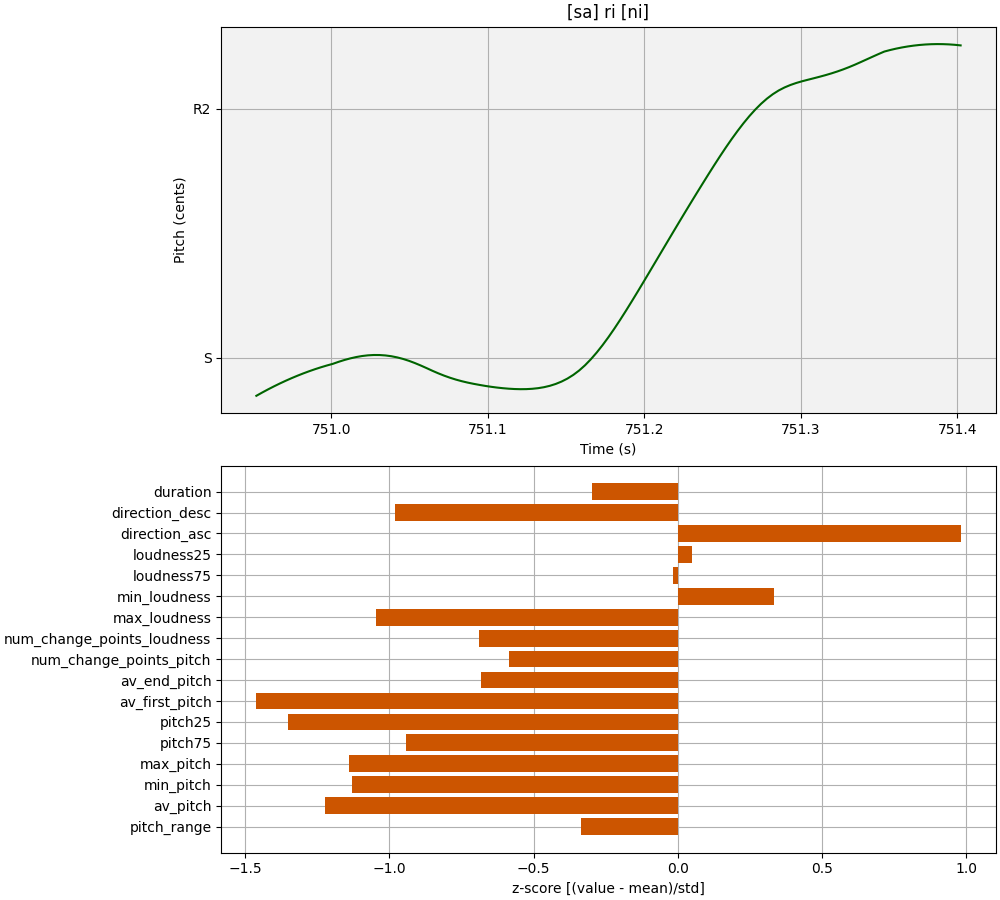 [sa] ri [ni]
R2
S
Pitch (cents)
751.0 751.1 751.2 751.3 751.4
Time (s)
duration
direction_desc
direction_asc
loudness25
loudness75
min_loudness
max_loudness
num_change_points_loudness
num_change_points_pitch
av_end_pitch
av_first_pitch
pitch25
pitch75
max_pitch
min_pitch
av_pitch
pitch_range
−1.5 −1.0 −0.5 0.0 0.5 1.0
z-score [(value - mean)/std]